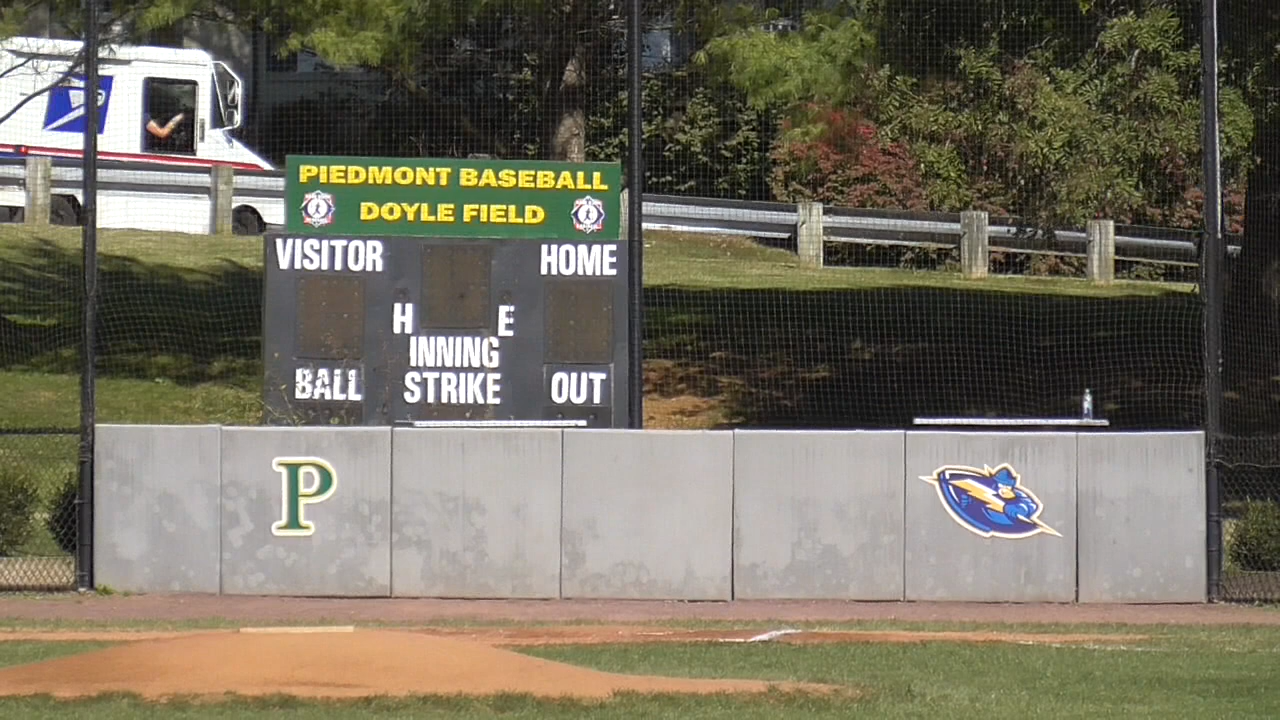 PIEDMONT BASEBALL
DOYLE FIELD
VISITOR
HOME
H
E
INNING
BALL
STRIKE
OUT
P